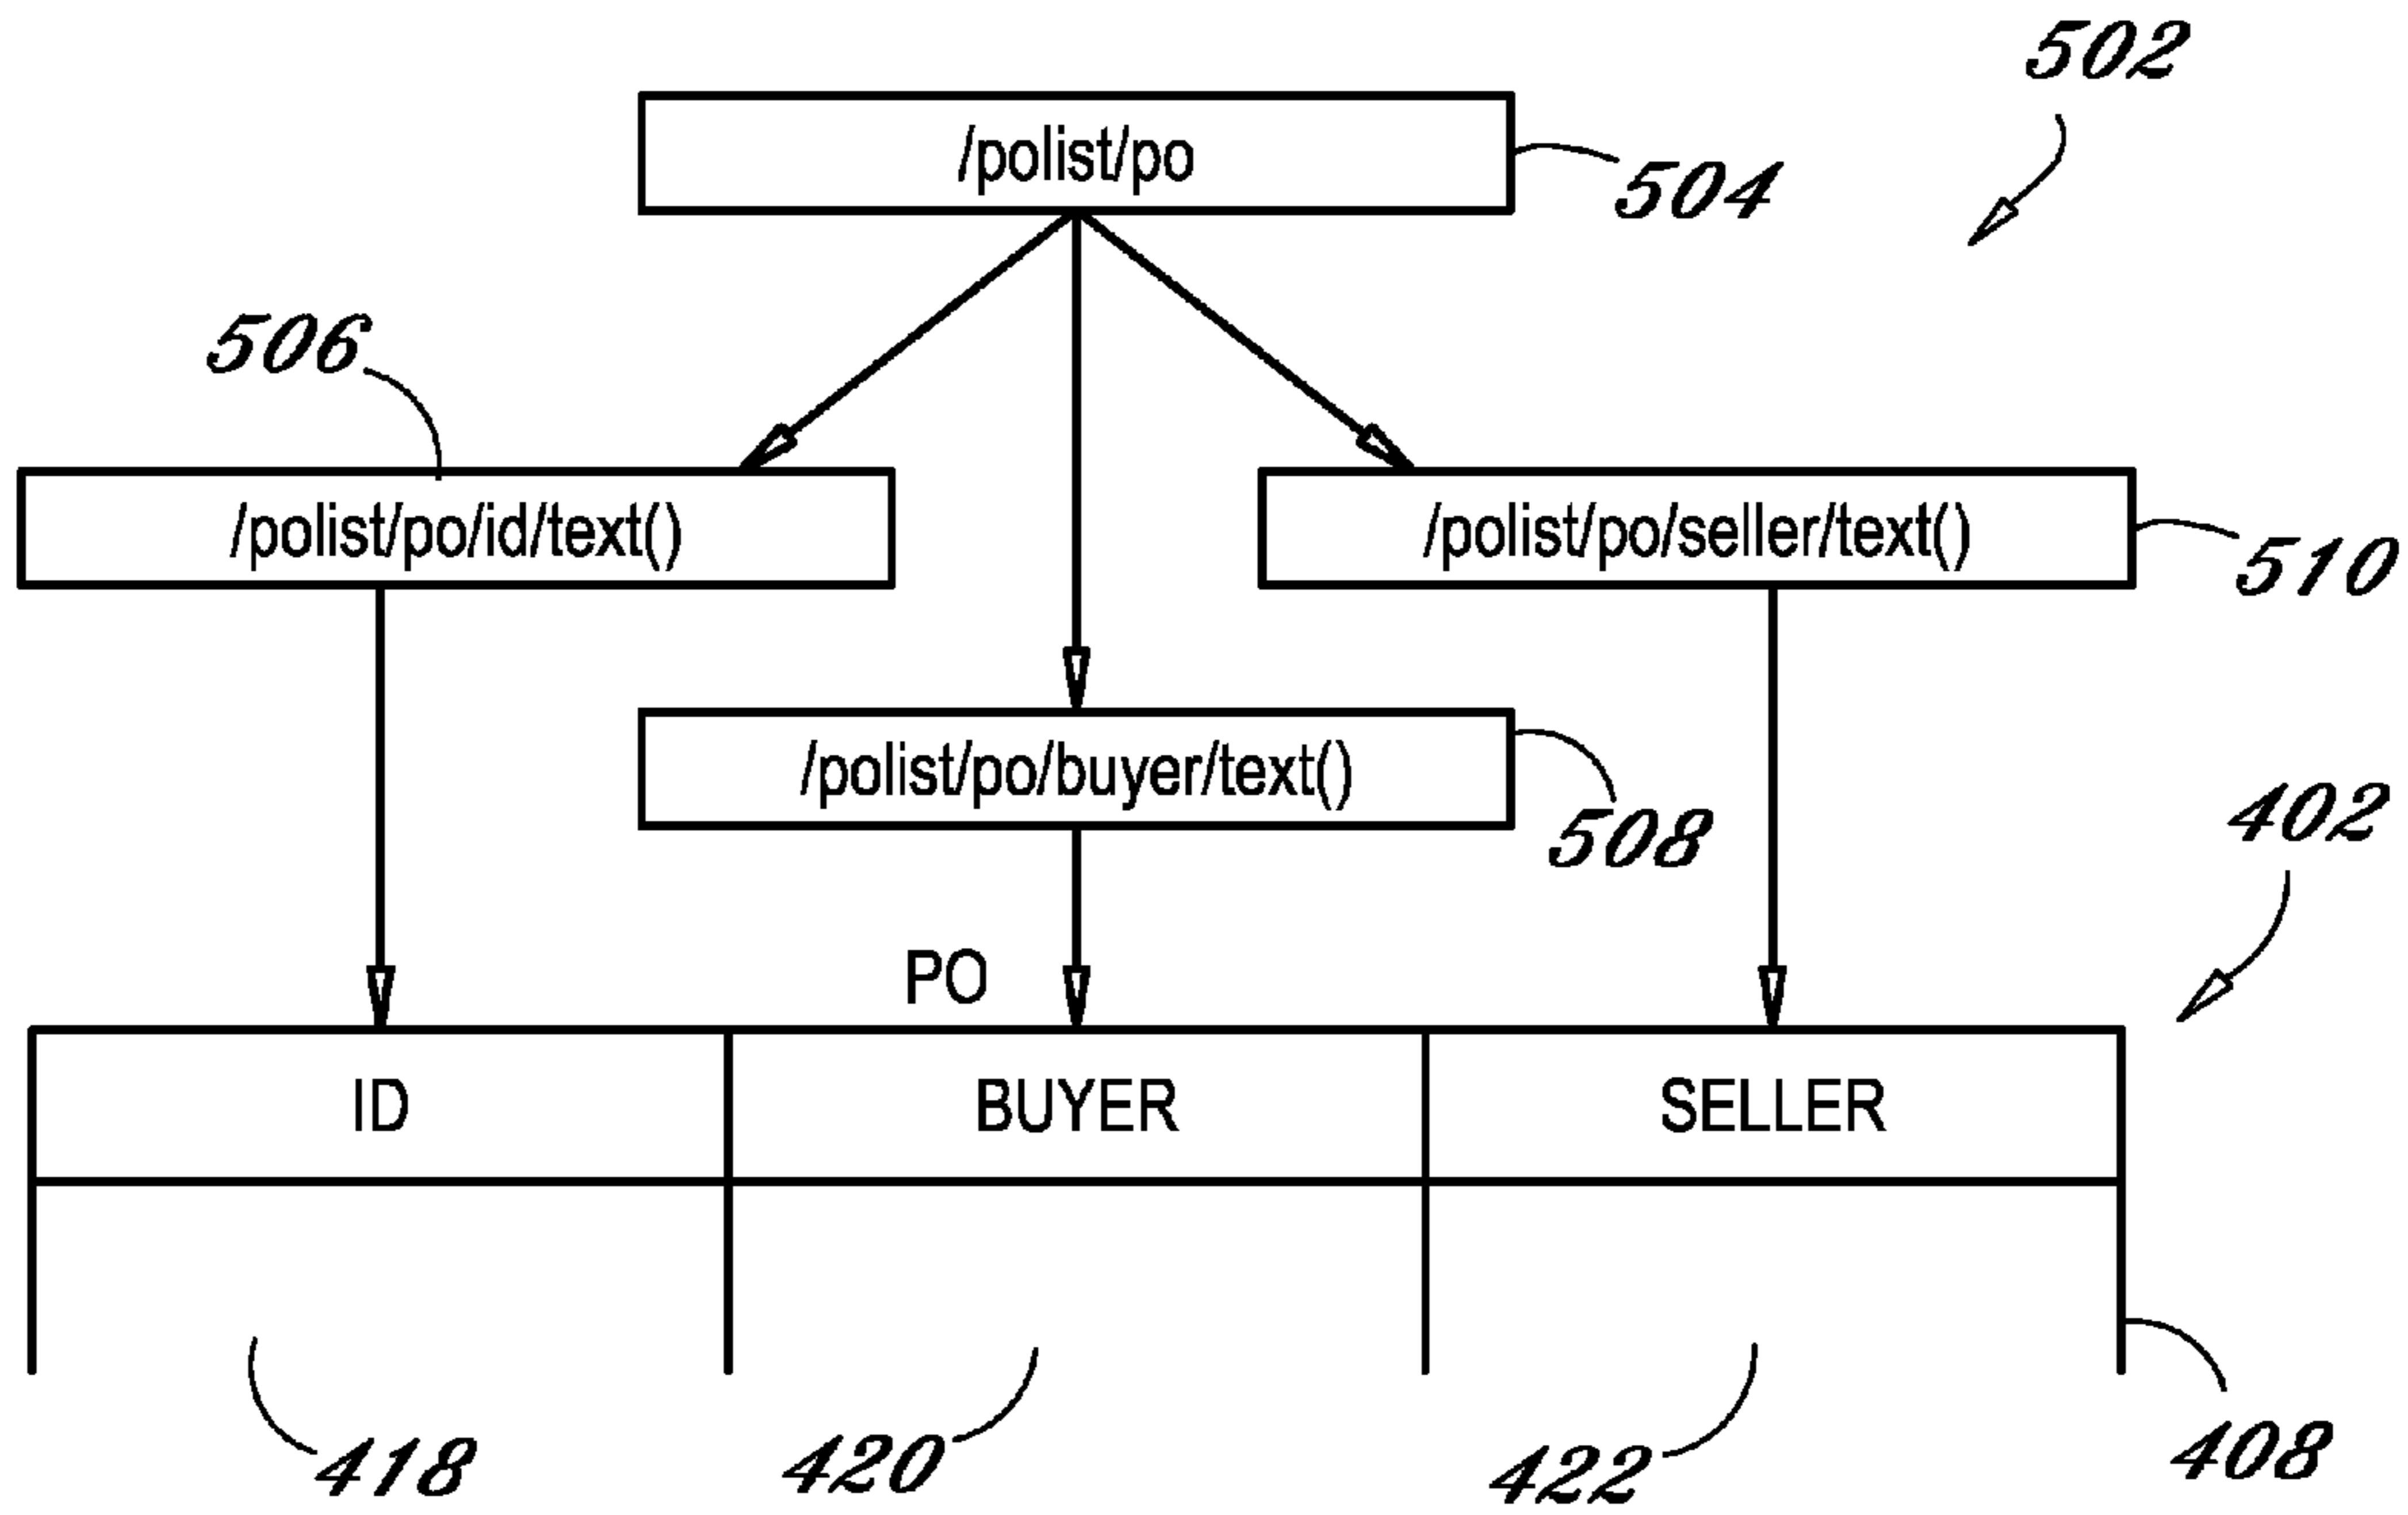 502
/polist/po
504
506
/polist/po/id/text()
/polist/po/seller/text()
510
/polist/po/buyer/text()
508
402
PO
ID
BUYER
SELLER
418
420
422
408